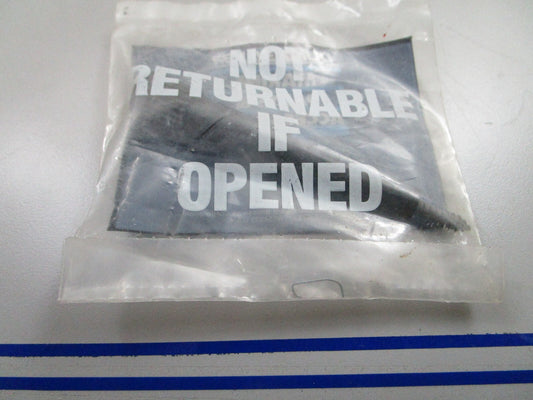 NOT
RETURNABLE
IF
OPENED